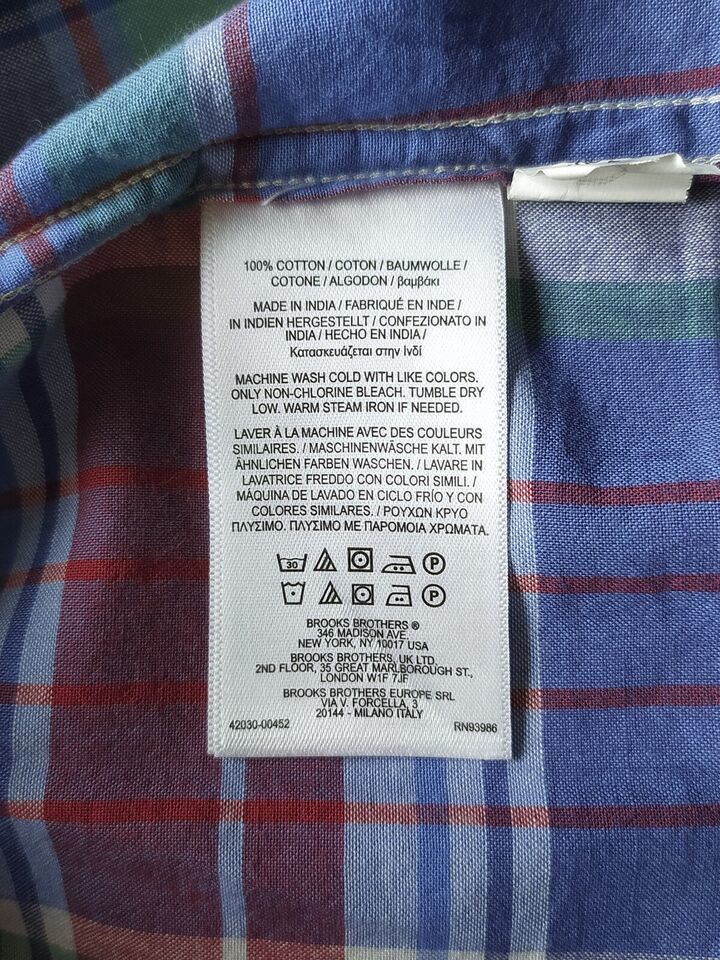 100% COTTON / COTON / BAUMWOLLE /
COTONE / ALGODON / βαμβάκι
MADE IN INDIA / FABRIQUÉ EN INDE /
IN INDIEN HERGESTELLT / CONFEZIONATO IN
INDIA / HECHO EN INDIA /
Κατασκευάζεται στην Ινδί
MACHINE WASH COLD WITH LIKE COLORS.
ONLY NON-CHLORINE BLEACH. TUMBLE DRY
LOW. WARM STEAM IRON IF NEEDED.
LAVER À LA MACHINE AVEC DES COULEURS
SIMILAIRES. / MASCHINENWÄSCHE KALT. MIT
ÄHNLICHEN FARBEN WASCHEN. / LAVARE IN
LAVATRICE FREDDO CON COLORI SIMILI. /
MÁQUINA DE LAVADO EN CICLO FRÍO Y CON
COLORES SIMILARES. / ΡΟΥΧΩΝ ΚΡΥΟ
ΠΛΥΣΙΜΟ. ΠΛΥΣΙΜΟ ΜΕ ΠΑΡΟΜΟΙΑ ΧΡΩΜΑΤΑ.
30 P
P
BROOKS BROTHERS ®
346 MADISON AVE.
NEW YORK, NY 10017 USA
BROOKS BROTHERS, UK LTD.
2ND FLOOR, 35 GREAT MARLBOROUGH ST.,
LONDON W1F 7JF
BROOKS BROTHERS EUROPE SRL
VIA V. FORCELLA, 3
20144 - MILANO ITALY
42030-00452 RN93986